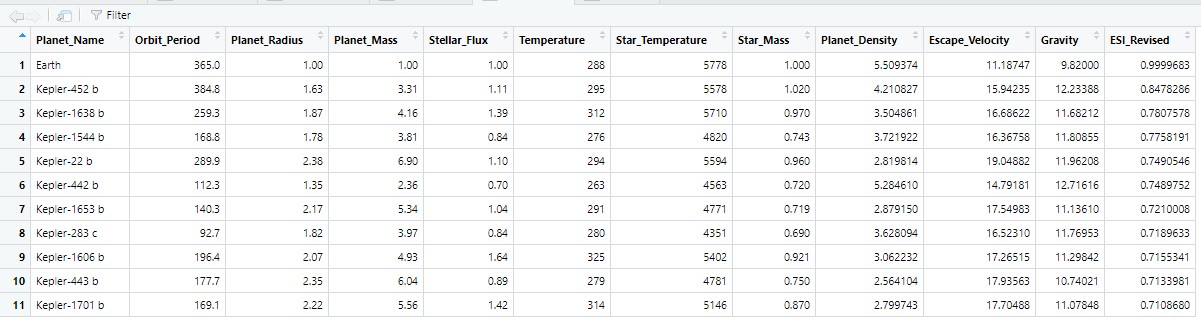 Filter
Planet_Name Orbit_Period Planet_Radius Planet_Mass Stellar_Flux Temperature Star_Temperature Star_Mass Planet_Density Escape_Velocity Gravity ESI_Revised
1 Earth 365.0 1.00 1.00 1.00 288 5778 1.000 5.509374 11.18747 9.82000 0.9999683
2 Kepler-452 b 384.8 1.63 3.31 1.11 295 5578 1.020 4.210827 15.94235 12.23388 0.8478286
3 Kepler-1638 b 259.3 1.87 4.16 1.39 312 5710 0.970 3.504861 16.68622 11.68212 0.7807578
4 Kepler-1544 b 168.8 1.78 3.81 0.84 276 4820 0.743 3.721922 16.36758 11.80855 0.7758191
5 Kepler-22 b 289.9 2.38 6.90 1.10 294 5594 0.960 2.819814 19.04882 11.96208 0.7490546
6 Kepler-442 b 112.3 1.35 2.36 0.70 263 4563 0.720 5.284610 14.79181 12.71616 0.7489752
7 Kepler-1653 b 140.3 2.17 5.34 1.04 291 4771 0.719 2.879150 17.54983 11.13610 0.7210008
8 Kepler-283 c 92.7 1.82 3.97 0.84 280 4351 0.690 3.628094 16.52310 11.76953 0.7189633
9 Kepler-1606 b 196.4 2.07 4.93 1.64 325 5402 0.921 3.062232 17.26515 11.29842 0.7155341
10 Kepler-443 b 177.7 2.35 6.04 0.89 279 4781 0.750 2.564104 17.93563 10.74021 0.7133981
11 Kepler-1701 b 169.1 2.22 5.56 1.42 314 5146 0.870 2.799743 17.70488 11.07848 0.7108680